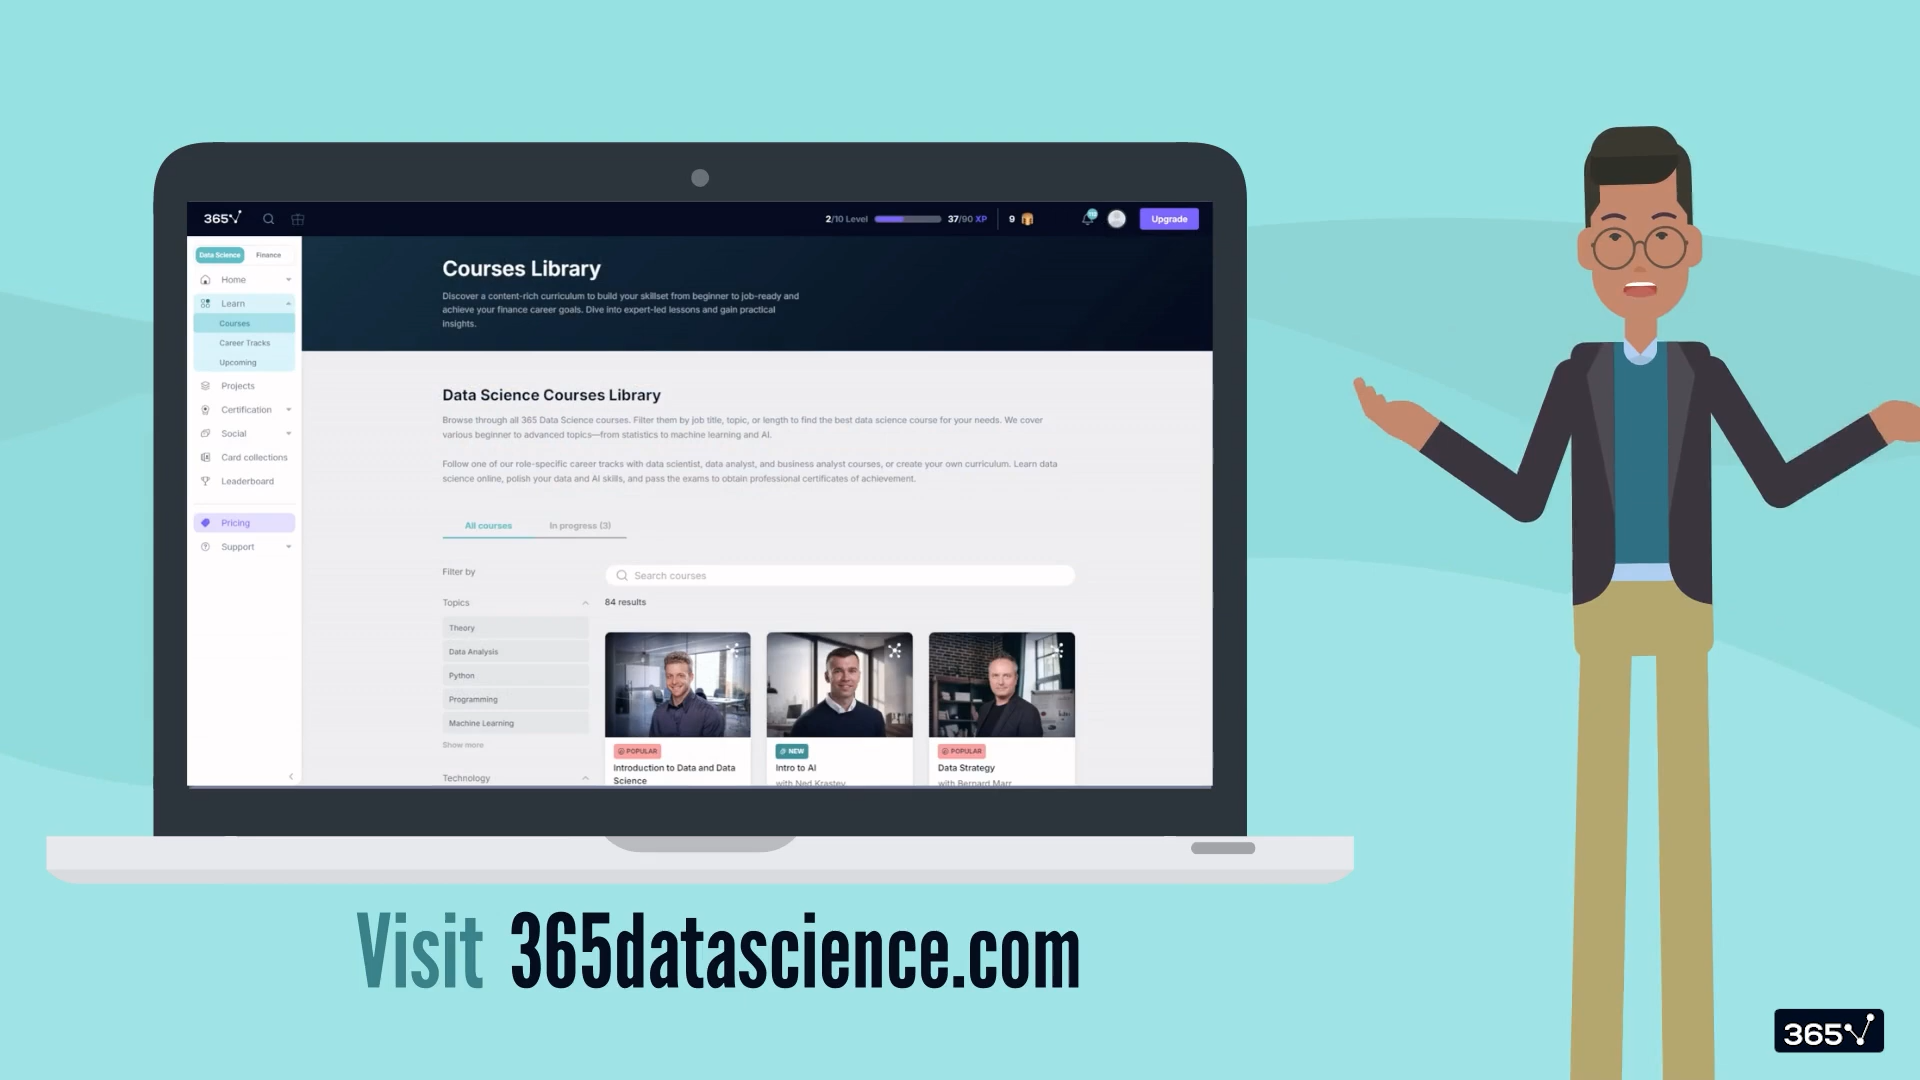 365
2/10 Level
37/90 XP
9
Upgrade
Data Science
Finance
Home
Learn
Courses
Career Tracks
Upcoming
Projects
Certification
Social
Card collections
Leaderboard
Pricing
Support
Courses Library
Discover a content-rich curriculum to build your skillset from beginner to job-ready and
achieve your finance career goals. Dive into expert-led lessons and gain practical
insights.
Data Science Courses Library
Browse through all 365 Data Science courses. Filter them by job title, topic, or length to find the best data science course for your needs. We cover
various beginner to advanced topics—from statistics to machine learning and AI.
Follow one of our role-specific career tracks with data scientist, data analyst, and business analyst courses, or create your own curriculum. Learn data
science online, polish your data and AI skills, and pass the exams to obtain professional certificates of achievement.
All courses
In progress (3)
Filter by
Search courses
Topics
84 results
Theory
Data Analysis
Python
Programming
Machine Learning
Show more
Technology
POPULAR
Introduction to Data and Data
Science
NEW
Intro to AI
with Ned Krastev
POPULAR
Data Strategy
with Bernard Marr
Visit 365datascience.com
365